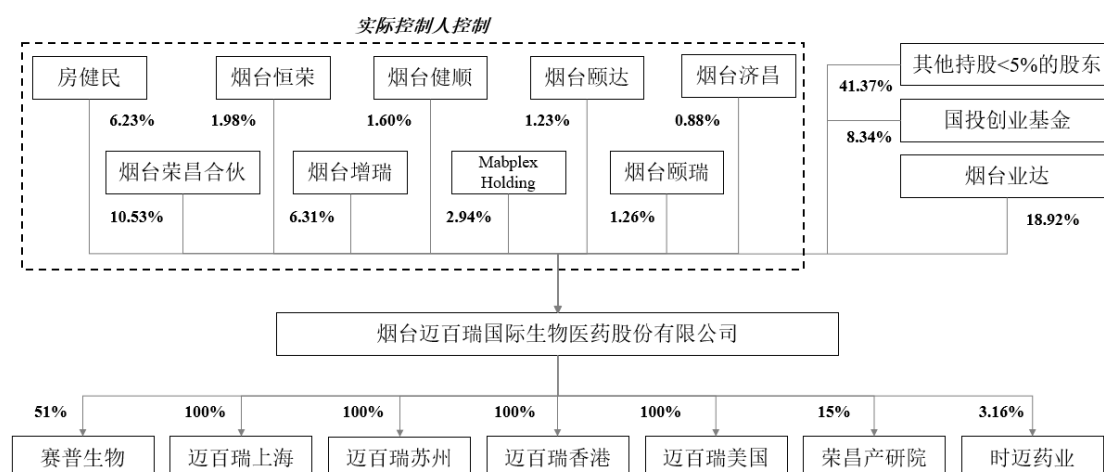 实际控制人控制
房健民
烟台恒荣
烟台健顺
烟台颐达
烟台济昌
其他持股<5%的股东
6.23%
1.98%
1.60%
1.23%
0.88%
41.37%
国投创业基金
8.34%
烟台荣昌合伙
烟台增瑞
Mabplex
Holding
烟台颐瑞
烟台业达
10.53%
6.31%
2.94%
1.26%
18.92%
烟台迈百瑞国际生物医药股份有限公司
51%
100%
100%
100%
100%
15%
3.16%
赛普生物
迈百瑞上海
迈百瑞苏州
迈百瑞香港
迈百瑞美国
荣昌产研院
时迈药业